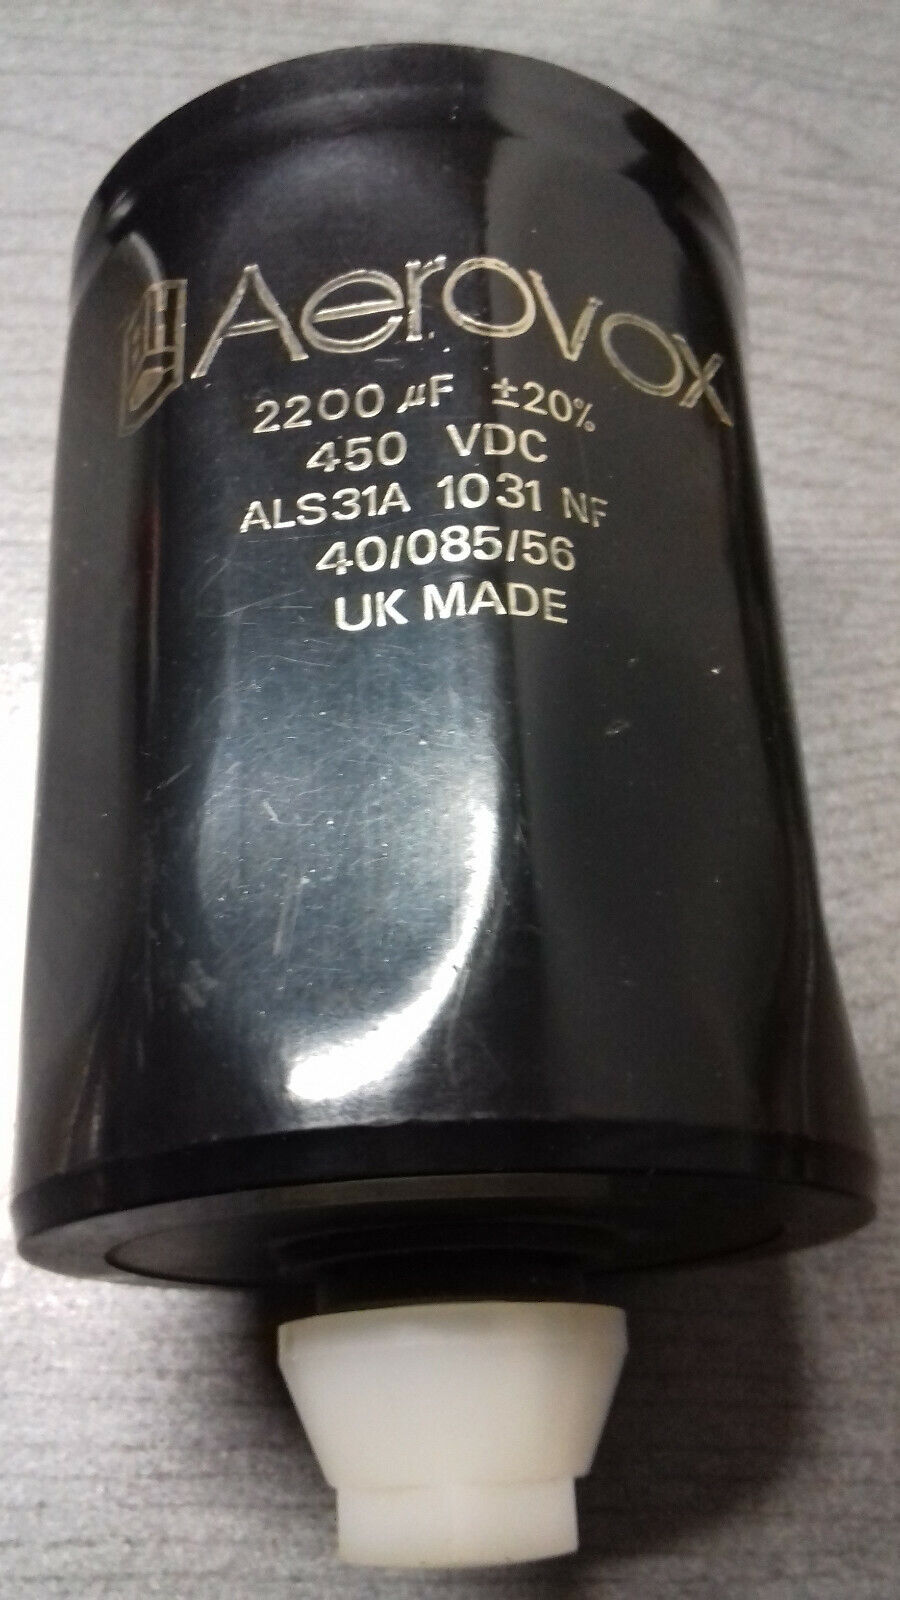 Aerovox
2200 µF ±20%
450 VDC
ALS31A 1031 NF
40/085/56
UK MADE